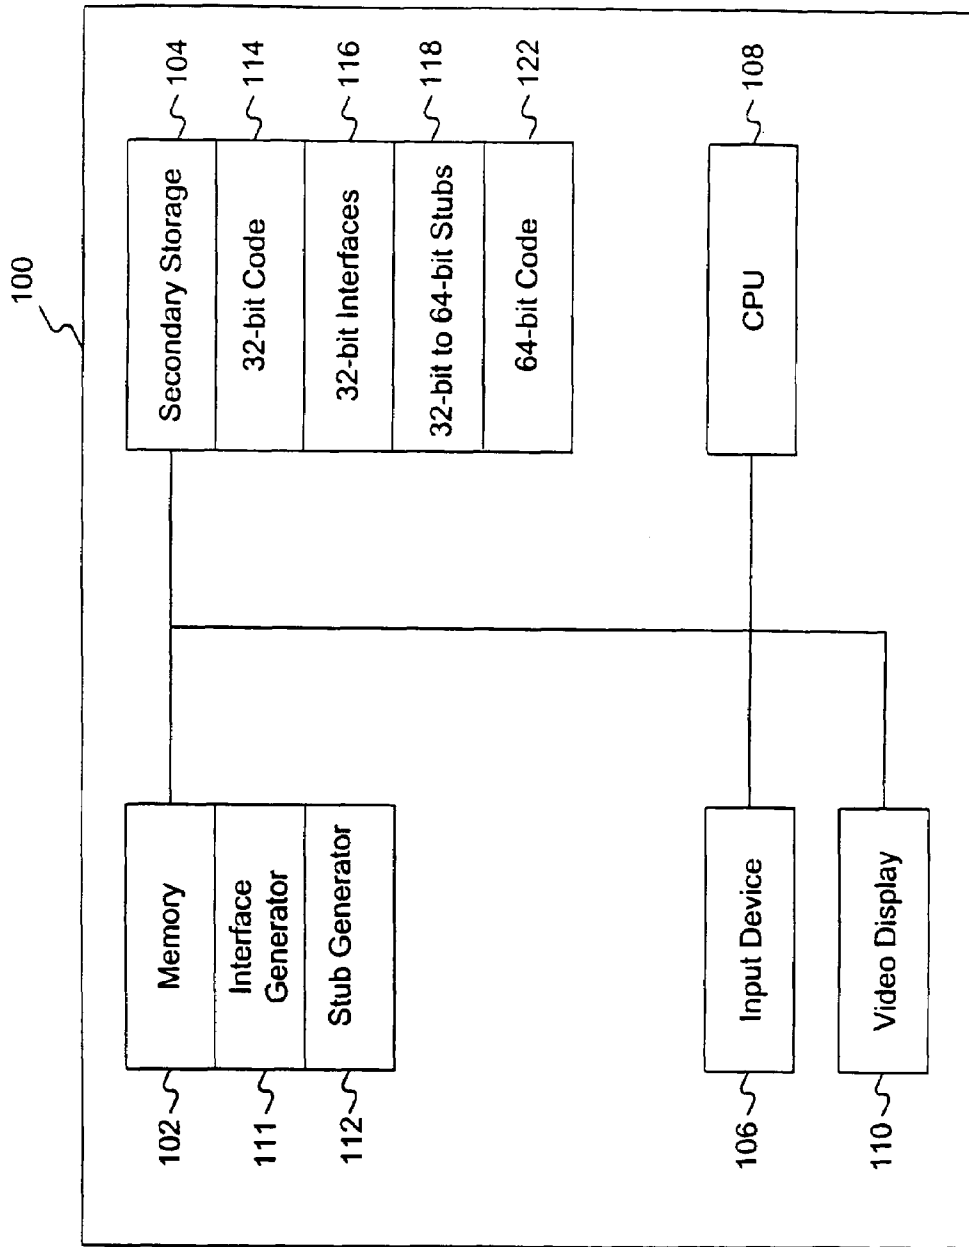 100
102
Memory
Secondary Storage
104
111
Interface
Generator
32-bit Code
114
112
Stub Generator
32-bit Interfaces
116
32-bit to 64-bit Stubs
118
64-bit Code
122
106
Input Device
CPU
108
110
Video Display